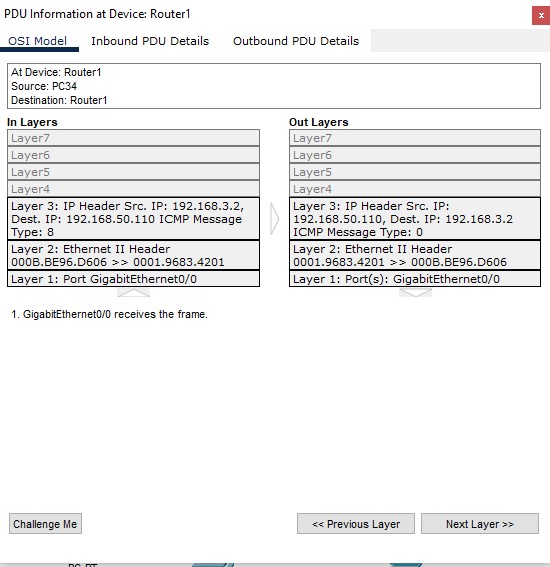 PDU Information at Device: Router1
x
OSI Model Inbound PDU Details Outbound PDU Details
At Device: Router1
Source: PC34
Destination: Router1
In Layers
Layer7
Layer6
Layer5
Layer4
Layer 3: IP Header Src. IP: 192.168.3.2,
Dest. IP: 192.168.50.110 ICMP Message
Type: 8
Layer 2: Ethernet II Header
000B.BE96.D606 >> 0001.9683.4201
Layer 1: Port GigabitEthernet0/0
Out Layers
Layer7
Layer6
Layer5
Layer4
Layer 3: IP Header Src. IP:
192.168.50.110, Dest. IP: 192.168.3.2
ICMP Message Type: 0
Layer 2: Ethernet II Header
0001.9683.4201 >> 000B.BE96.D606
Layer 1: Port(s): GigabitEthernet0/0
1. GigabitEthernet0/0 receives the frame.
Challenge Me
<< Previous Layer
Next Layer >>